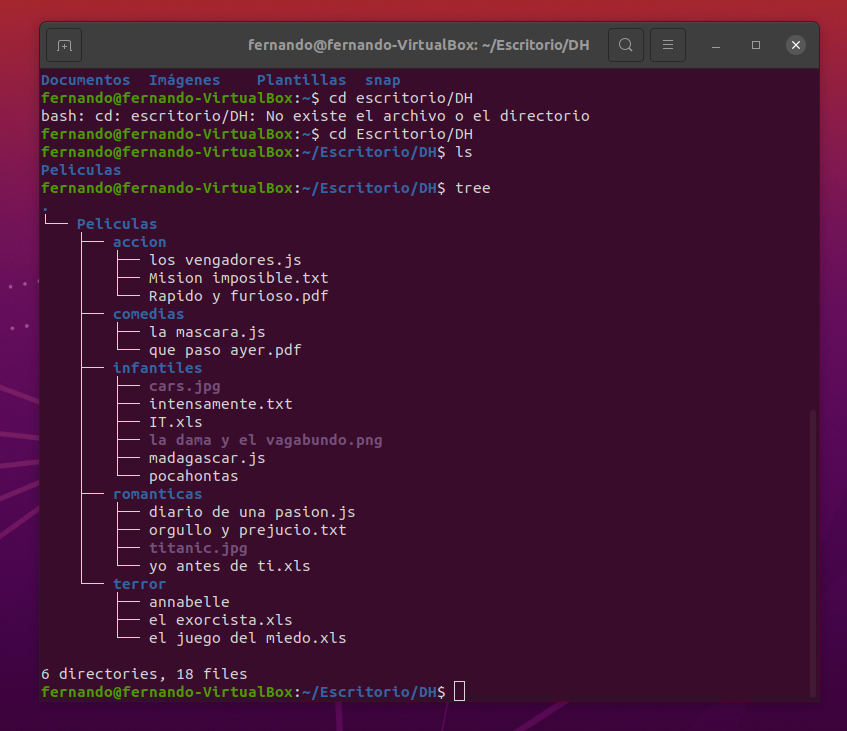 fernando@fernando-VirtualBox: ~/Escritorio/DH
Documentos  Imágenes    Plantillas  snap
fernando@fernando-VirtualBox:~$ cd escritorio/DH
bash: cd: escritorio/DH: No existe el archivo o el directorio
fernando@fernando-VirtualBox:~$ cd Escritorio/DH
fernando@fernando-VirtualBox:~/Escritorio/DH$ ls
Peliculas
fernando@fernando-VirtualBox:~/Escritorio/DH$ tree
.
└── Peliculas
    ├── accion
    │   ├── los vengadores.js
    │   ├── Mision imposible.txt
    │   └── Rapido y furioso.pdf
    ├── comedias
    │   ├── la mascara.js
    │   └── que paso ayer.pdf
    ├── infantiles
    │   ├── cars.jpg
    │   ├── intensamente.txt
    │   ├── IT.xls
    │   ├── la dama y el vagabundo.png
    │   ├── madagascar.js
    │   └── pocahontas
    ├── romanticas
    │   ├── diario de una pasion.js
    │   ├── orgullo y prejucio.txt
    │   ├── titanic.jpg
    │   └── yo antes de ti.xls
    └── terror
        ├── annabelle
        ├── el exorcista.xls
        └── el juego del miedo.xls
6 directories, 18 files
fernando@fernando-VirtualBox:~/Escritorio/DH$